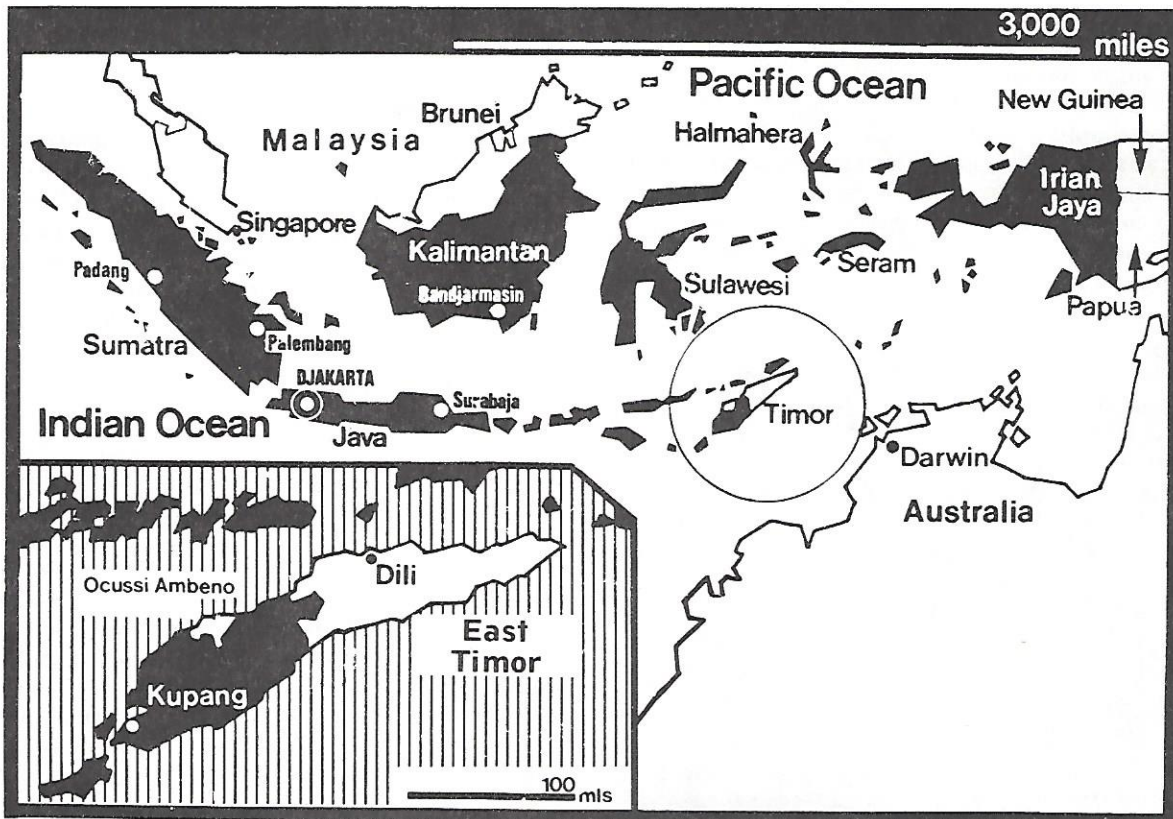 3,000
miles
Pacific Ocean
New Guinea
Brunei
Halmahera
Malaysia
Irian
Jaya
Singapore
Kalimantan
Seram
Padang
Sulawesi
Bandjarmasin
Papua
Sumatra
Palembang
DJAKARTA
Surabaja
Timor
Indian Ocean
Java
Darwin
Australia
Dili
Ocussi Ambeno
East
Timor
Kupang
100
mls